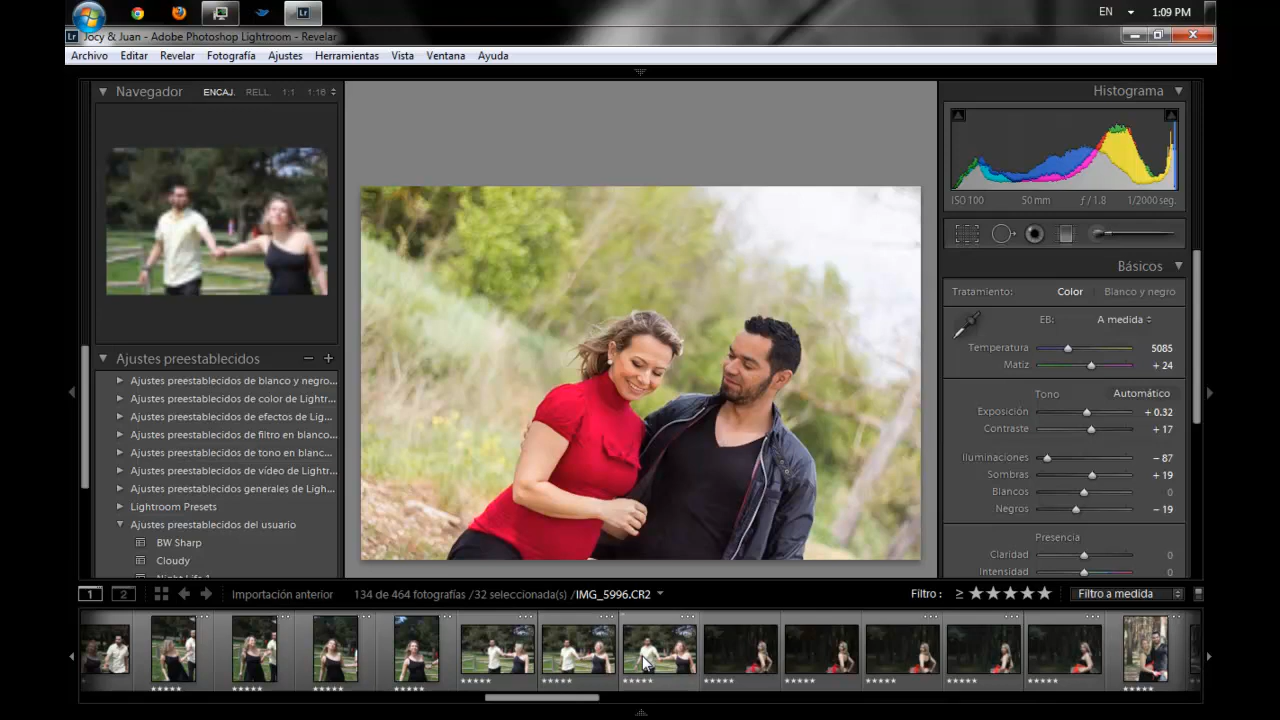 EN 1:09 PM
Jocy & Juan - Adobe Photoshop Lightroom - Revelar
Archivo Editar Revelar Fotografía Ajustes Herramientas Vista Ventana Ayuda
Navegador ENCAJ. RELL. 1:1 1:16
Histograma
ISO 100 50 mm ƒ / 1.8 1/2000 seg.
Básicos
Tratamiento: Color Blanco y negro
EB: A medida
Temperatura 5085
Matiz + 24
Tono Automático
Exposición + 0.32
Contraste + 17
Iluminaciones − 87
Sombras + 19
Blancos 0
Negros − 19
Presencia
Claridad 0
Intensidad 0
Ajustes preestablecidos
Ajustes preestablecidos de blanco y negro...
Ajustes preestablecidos de color de Lightr...
Ajustes preestablecidos de efectos de Lig...
Ajustes preestablecidos de filtro en blanco...
Ajustes preestablecidos de tono en blanc...
Ajustes preestablecidos de vídeo de Lightr...
Ajustes preestablecidos generales de Ligh...
Lightroom Presets
Ajustes preestablecidos del usuario
BW Sharp
Cloudy
1 2 Importación anterior 134 de 464 fotografías /32 seleccionada(s) /IMG_5996.CR2 Filtro : ≥ ★★★★★ Filtro a medida